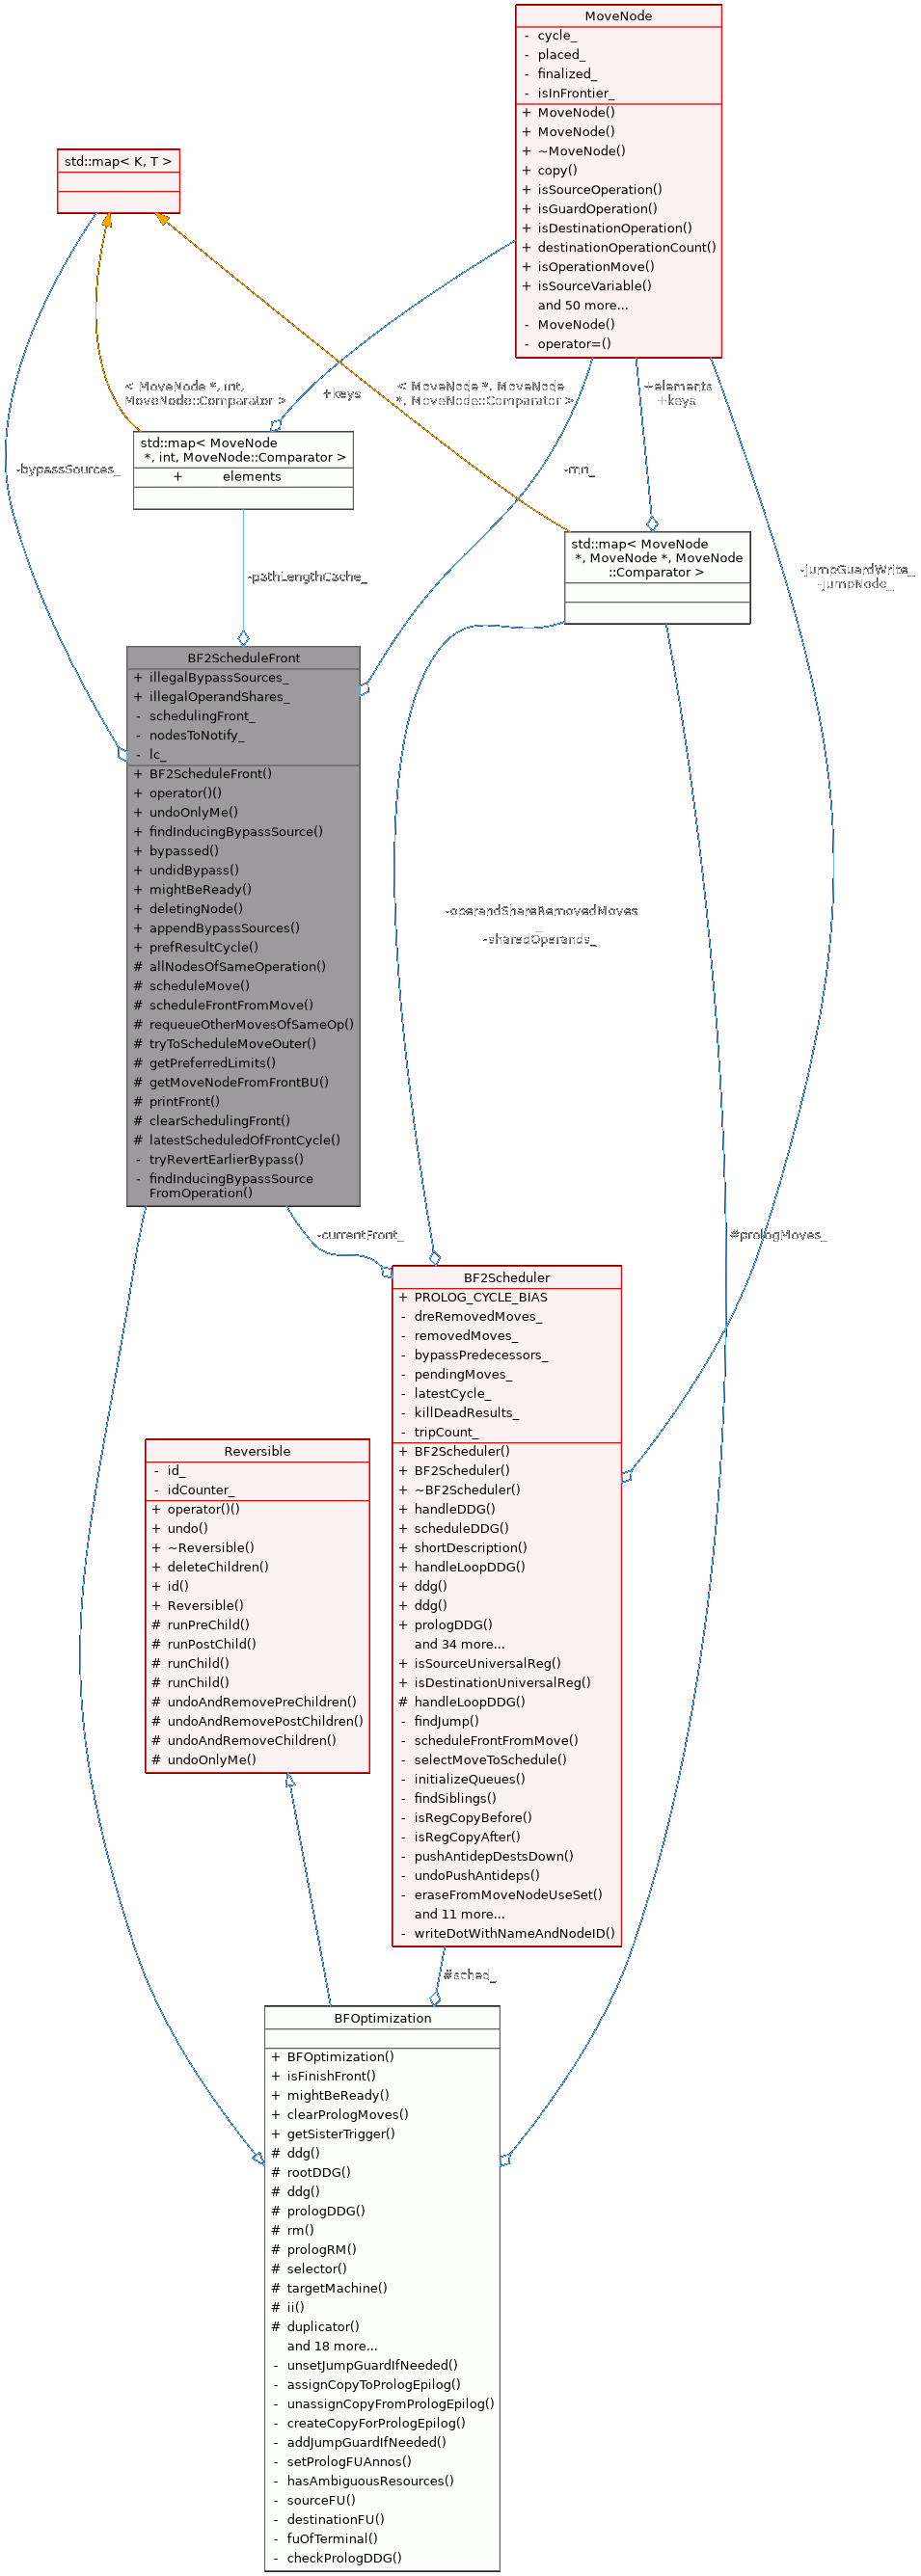 MoveNode
- cycle_
- placed_
- finalized_
- isInFrontier_
+ MoveNode()
+ MoveNode()
+ ~MoveNode()
+ copy()
+ isSourceOperation()
+ isGuardOperation()
+ isDestinationOperation()
+ destinationOperationCount()
+ isOperationMove()
+ isSourceVariable()
and 50 more...
- MoveNode()
- operator=()
std::map< K, T >
< MoveNode *, int,
MoveNode::Comparator >
+keys
< MoveNode *, MoveNode
*, MoveNode::Comparator >
+elements
+keys
std::map< MoveNode
*, int, MoveNode::Comparator >
+ elements
-bypassSources_
-mn_
std::map< MoveNode
*, MoveNode *, MoveNode
::Comparator >
-jumpGuardWrite_
-jumpNode_
-pathLengthCache_
BF2ScheduleFront
+ illegalBypassSources_
+ illegalOperandShares_
- schedulingFront_
- nodesToNotify_
- lc_
+ BF2ScheduleFront()
+ operator()()
+ undoOnlyMe()
+ findInducingBypassSource()
+ bypassed()
+ undidBypass()
+ mightBeReady()
+ deletingNode()
+ appendBypassSources()
+ prefResultCycle()
# allNodesOfSameOperation()
# scheduleMove()
# scheduleFrontFromMove()
# requeueOtherMovesOfSameOp()
# tryToScheduleMoveOuter()
# getPreferredLimits()
# getMoveNodeFromFrontBU()
# printFront()
# clearSchedulingFront()
# latestScheduledOfFrontCycle()
- tryRevertEarlierBypass()
- findInducingBypassSource
FromOperation()
-operandShareRemovedMoves
_
-sharedOperands_
-currentFront_
#prologMoves_
BF2Scheduler
+ PROLOG_CYCLE_BIAS
- dreRemovedMoves_
- removedMoves_
- bypassPredecessors_
- pendingMoves_
- latestCycle_
- killDeadResults_
- tripCount_
+ BF2Scheduler()
+ BF2Scheduler()
+ ~BF2Scheduler()
+ handleDDG()
+ scheduleDDG()
+ shortDescription()
+ handleLoopDDG()
+ ddg()
+ ddg()
+ prologDDG()
and 34 more...
+ isSourceUniversalReg()
+ isDestinationUniversalReg()
# handleLoopDDG()
- findJump()
- scheduleFrontFromMove()
- selectMoveToSchedule()
- initializeQueues()
- findSiblings()
- isRegCopyBefore()
- isRegCopyAfter()
- pushAntidepDestsDown()
- undoPushAntideps()
- eraseFromMoveNodeUseSet()
and 11 more...
- writeDotWithNameAndNodeID()
Reversible
- id_
- idCounter_
+ operator()()
+ undo()
+ ~Reversible()
+ deleteChildren()
+ id()
+ Reversible()
# runPreChild()
# runPostChild()
# runChild()
# runChild()
# undoAndRemovePreChildren()
# undoAndRemovePostChildren()
# undoAndRemoveChildren()
# undoOnlyMe()
#sched_
BFOptimization
+ BFOptimization()
+ isFinishFront()
+ mightBeReady()
+ clearPrologMoves()
+ getSisterTrigger()
# ddg()
# rootDDG()
# ddg()
# prologDDG()
# rm()
# prologRM()
# selector()
# targetMachine()
# ii()
# duplicator()
and 18 more...
- unsetJumpGuardIfNeeded()
- assignCopyToPrologEpilog()
- unassignCopyFromPrologEpilog()
- createCopyForPrologEpilog()
- addJumpGuardIfNeeded()
- setPrologFUAnnos()
- hasAmbiguousResources()
- sourceFU()
- destinationFU()
- fuOfTerminal()
- checkPrologDDG()